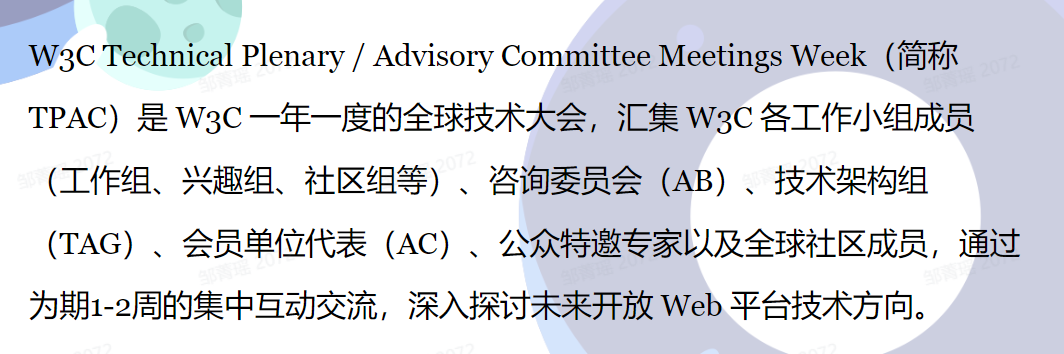 W3C Technical Plenary / Advisory Committee Meetings Week（简称
TPAC）是 W3C 一年一度的全球技术大会，汇集 W3C 各工作小组成员
（工作组、兴趣组、社区组等）、咨询委员会（AB）、技术架构组
（TAG）、会员单位代表（AC）、公众特邀专家以及全球社区成员，通过
为期1-2周的集中互动交流，深入探讨未来开放 Web 平台技术方向。